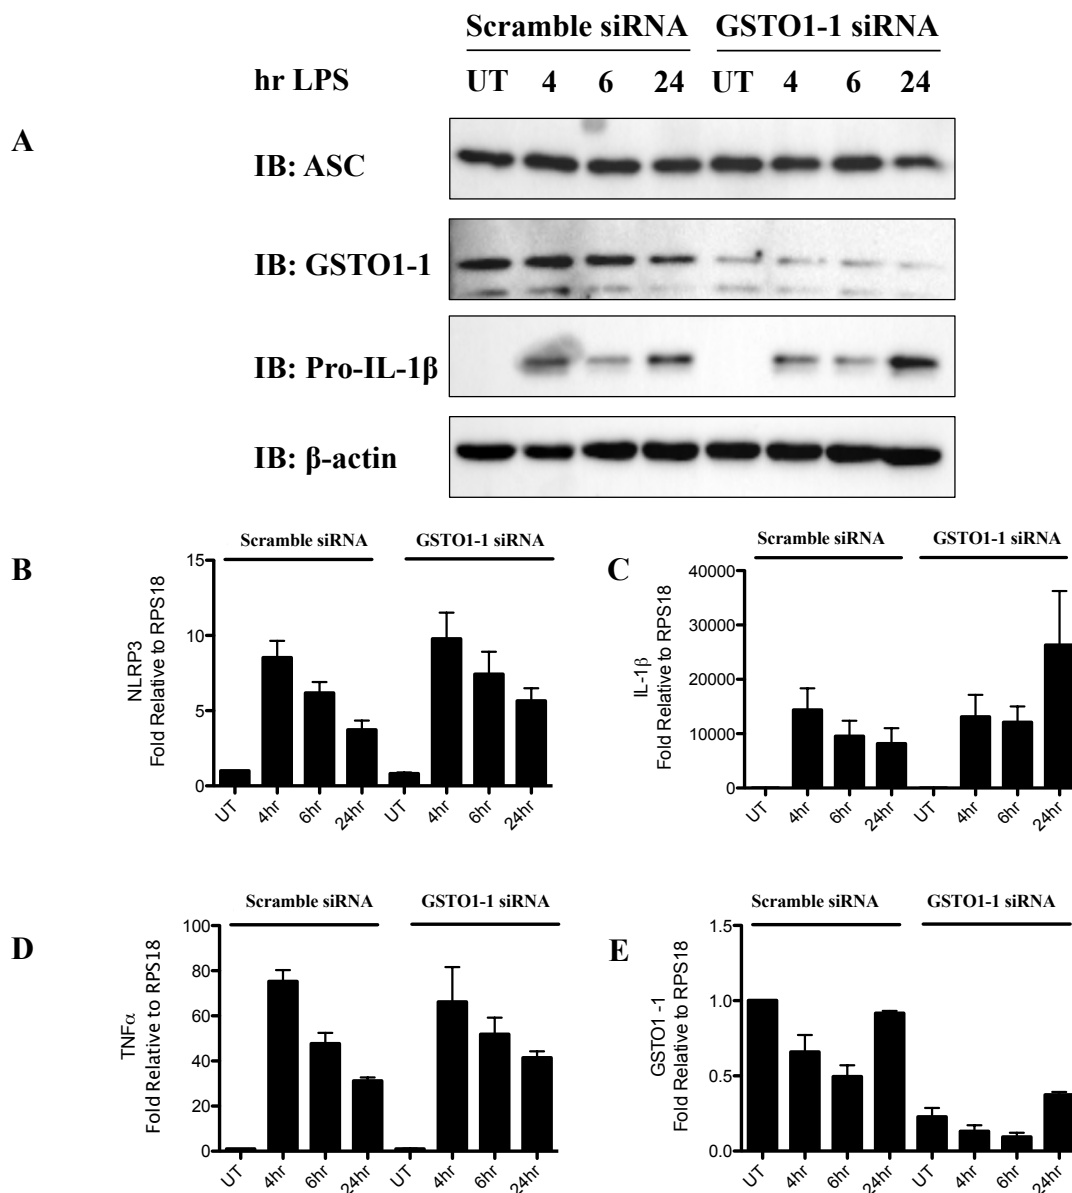 Scramble siRNA GSTO1-1 siRNA
hr LPS UT 4 6 24 UT 4 6 24
A
IB: ASC
IB: GSTO1-1
IB: Pro-IL-1β
IB: β-actin
B
Scramble siRNA GSTO1-1 siRNA
NLRP3
Fold Relative to RPS18
15
10
5
0
UT 4hr 6hr 24hr UT 4hr 6hr 24hr
C
Scramble siRNA GSTO1-1 siRNA
IL-1β
Fold Relative to RPS18
40000
30000
20000
10000
0
UT 4hr 6hr 24hr UT 4hr 6hr 24hr
D
Scramble siRNA GSTO1-1 siRNA
TNFα
Fold Relative to RPS18
100
80
60
40
20
0
UT 4hr 6hr 24hr UT 4hr 6hr 24hr
E
Scramble siRNA GSTO1-1 siRNA
GSTO1 -1
Fold Relative to RPS18
1.5
1.0
0.5
0.0
UT 4hr 6hr 24hr UT 4hr 6hr 24hr